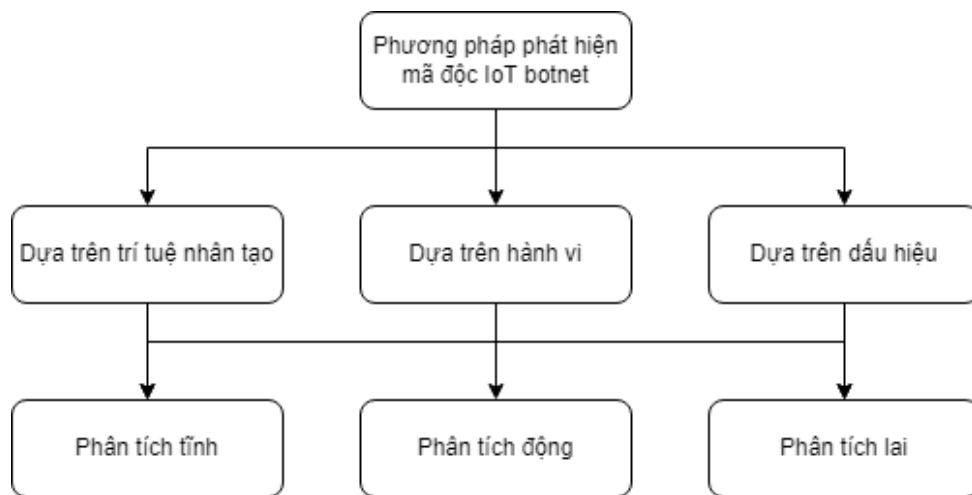 Phương pháp phát hiện
mã độc IoT botnet
Dựa trên trí tuệ nhân tạo
Dựa trên hành vi
Dựa trên dấu hiệu
Phân tích tĩnh
Phân tích động
Phân tích lai